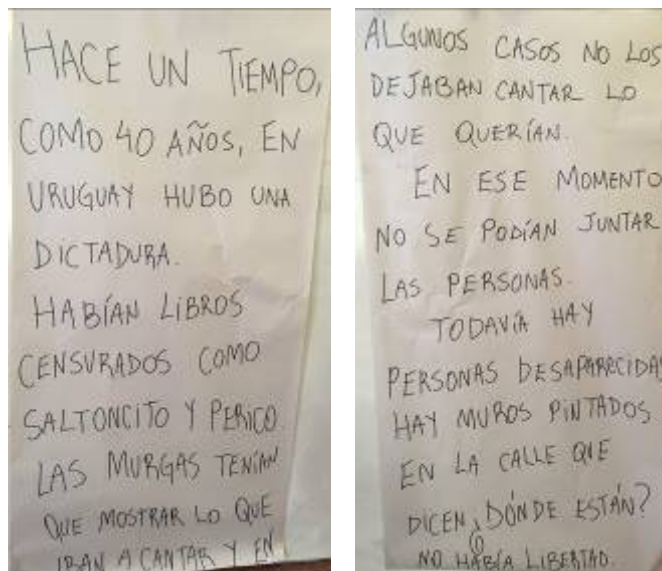 HACE UN TIEMPO,
COMO 40 AÑOS, EN
URUGUAY HUBO UNA
DICTADURA.
HABÍAN LIBROS
CENSURADOS COMO
SALTONCITO Y PERICO.
LAS MURGAS TENÍAN
QUE MOSTRAR LO QUE
IBAN A CANTAR Y EN
ALGUNOS CASOS NO LOS
DEJABAN CANTAR LO
QUE QUERÍAN.
EN ESE MOMENTO
NO SE PODÍAN JUNTAR
LAS PERSONAS.
TODAVÍA HAY
PERSONAS DESAPARECIDAS
HAY MUROS PINTADOS
EN LA CALLE QUE
DICEN ¿DÓNDE ESTÁN?
NO HABÍA LIBERTAD.